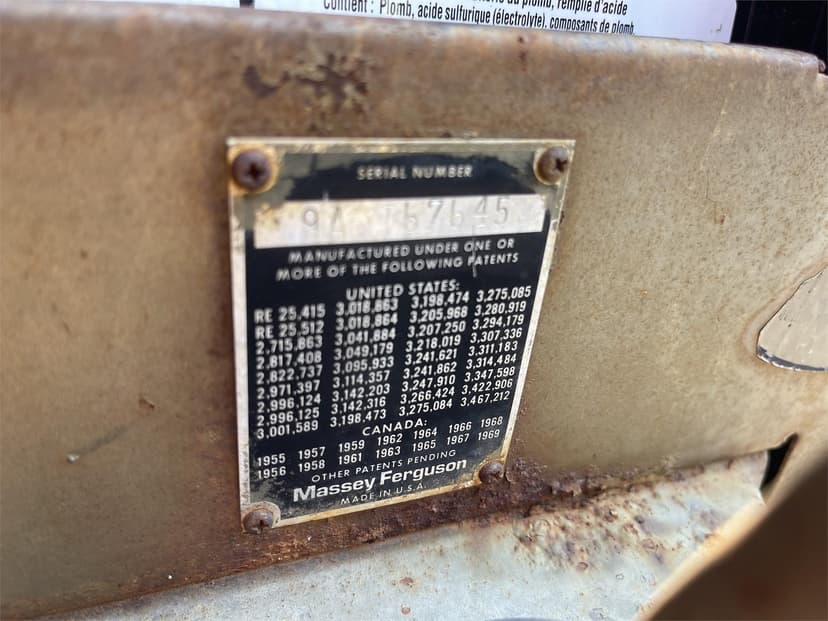 du plomb, remplie d'acide
Contient : Plomb, acide sulfurique (électrolyte), composants de plomb
SERIAL NUMBER
9A 167645
MANUFACTURED UNDER ONE OR
MORE OF THE FOLLOWING PATENTS
UNITED STATES:
RE 25,415 3,018,863 3,198,474 3,275,085
RE 25,512 3,018,864 3,205,968 3,280,919
2,715,863 3,041,884 3,207,250 3,294,179
2,817,408 3,049,179 3,218,019 3,307,336
2,822,737 3,095,933 3,241,621 3,311,183
2,971,397 3,114,357 3,241,862 3,314,484
2,996,124 3,142,203 3,247,910 3,347,598
2,996,125 3,142,316 3,266,424 3,422,906
3,001,589 3,198,473 3,275,084 3,467,212
CANADA:
1955 1957 1959 1962 1964 1966 1968
1956 1958 1961 1963 1965 1967 1969
OTHER PATENTS PENDING
Massey Ferguson
MADE IN U.S.A.